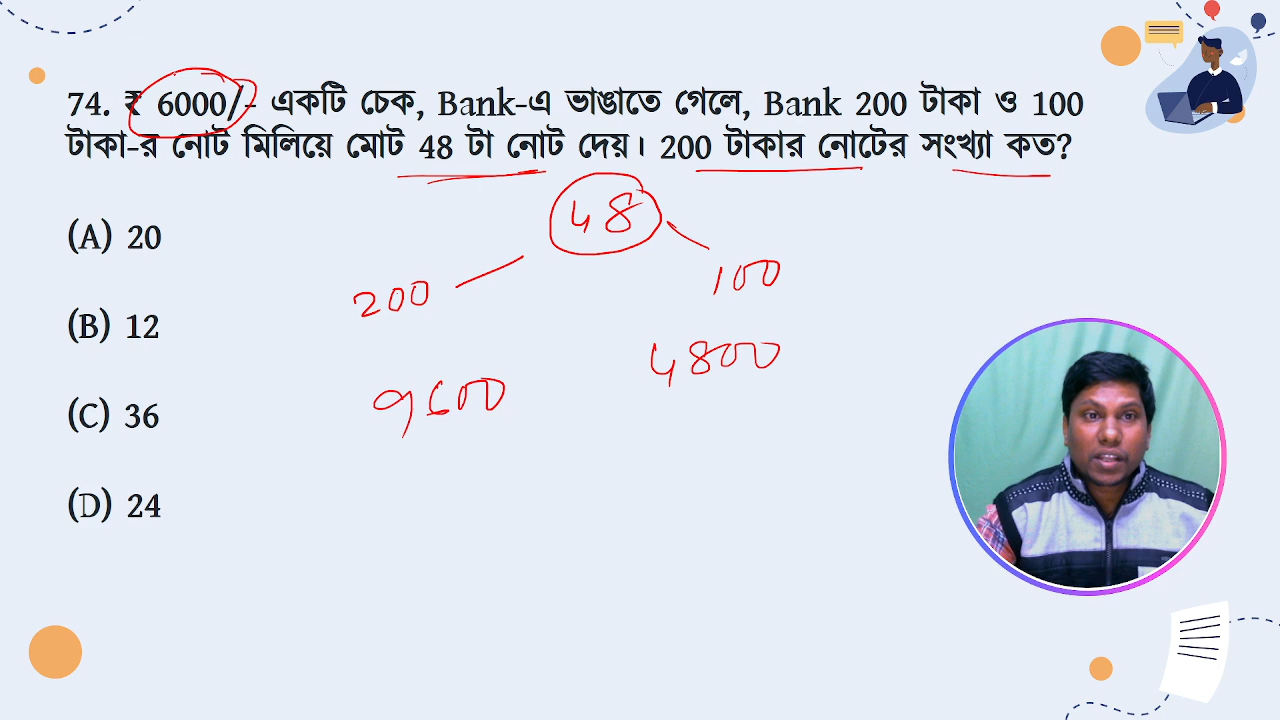 74. ₹ 6000/- একটি চেক, Bank-এ ভাঙাতে গেলে, Bank 200 টাকা ও 100
টাকা-র নোট মিলিয়ে মোট 48 টা নোট দেয়। 200 টাকার নোটের সংখ্যা কত?
48
200
100
4800
9600
(A) 20
(B) 12
(C) 36
(D) 24